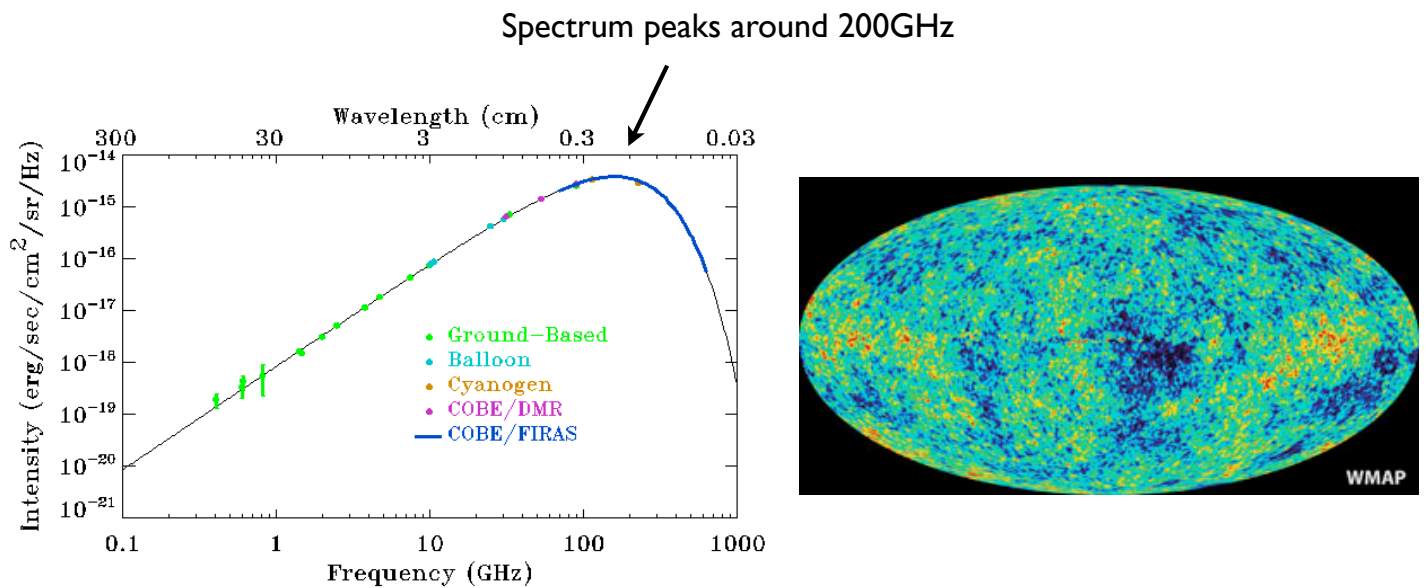 Spectrum peaks around 200GHz
Wavelength (cm)
300 30 3 0.3 0.03
Intensity (erg/sec/cm²/sr/Hz)
10⁻¹⁴
10⁻¹⁵
10⁻¹⁶
10⁻¹⁷
10⁻¹⁸
10⁻¹⁹
10⁻²⁰
10⁻²¹
Ground-Based
Balloon
Cyanogen
COBE/DMR
COBE/FIRAS
0.1 1 10 100 1000
Frequency (GHz)
WMAP